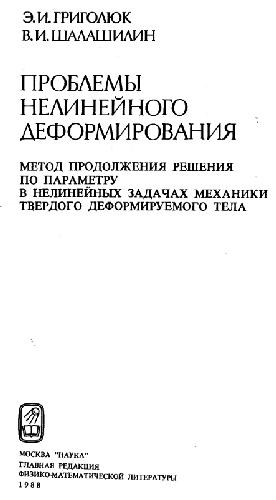 Э.И.ГРИГОЛЮК
В.И.ШАЛАШИЛИН
ПРОБЛЕМЫ
НЕЛИНЕЙНОГО
ДЕФОРМИРОВАНИЯ
МЕТОД ПРОДОЛЖЕНИЯ РЕШЕНИЯ
ПО ПАРАМЕТРУ
В НЕЛИНЕЙНЫХ ЗАДАЧАХ МЕХАНИКИ
ТВЕРДОГО ДЕФОРМИРУЕМОГО ТЕЛА
МОСКВА "НАУКА"
ГЛАВНАЯ РЕДАКЦИЯ
ФИЗИКО-МАТЕМАТИЧЕСКОЙ ЛИТЕРАТУРЫ
1988